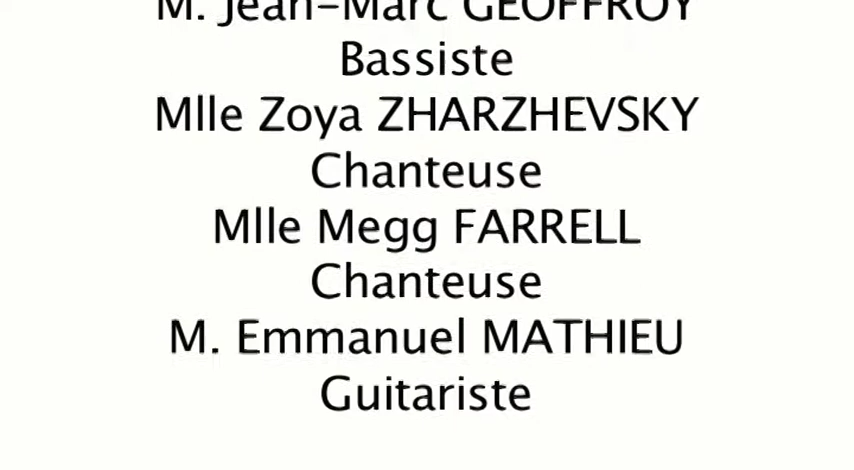 M. Jean-Marc GEOFFROY
Bassiste
Mlle Zoya ZHARZHEVSKY
Chanteuse
Mlle Megg FARRELL
Chanteuse
M. Emmanuel MATHIEU
Guitariste